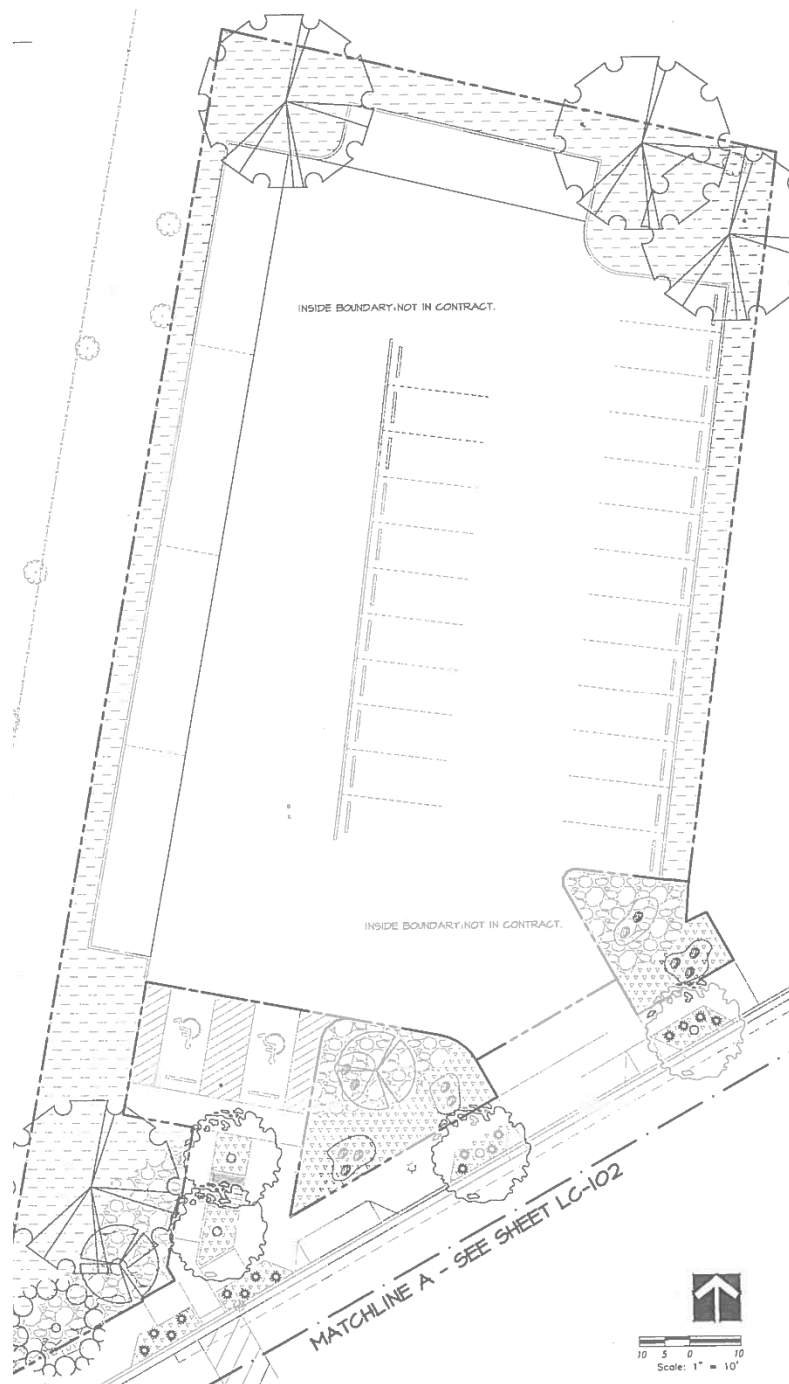 INSIDE BOUNDARY: NOT IN CONTRACT.
INSIDE BOUNDARY: NOT IN CONTRACT.
MATCHLINE A - SEE SHEET LC-102
10 5 0 10
Scale: 1" = 10'